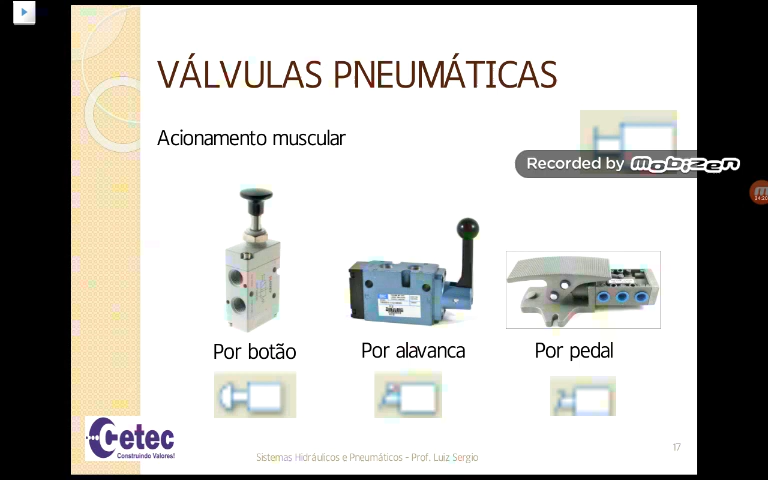 VÁLVULAS PNEUMÁTICAS
Acionamento muscular
Recorded by mobizen
Por botão
Por alavanca
Por pedal
etec
Construindo Valores!
Sistemas Hidráulicos e Pneumáticos - Prof. Luiz Sergio
17